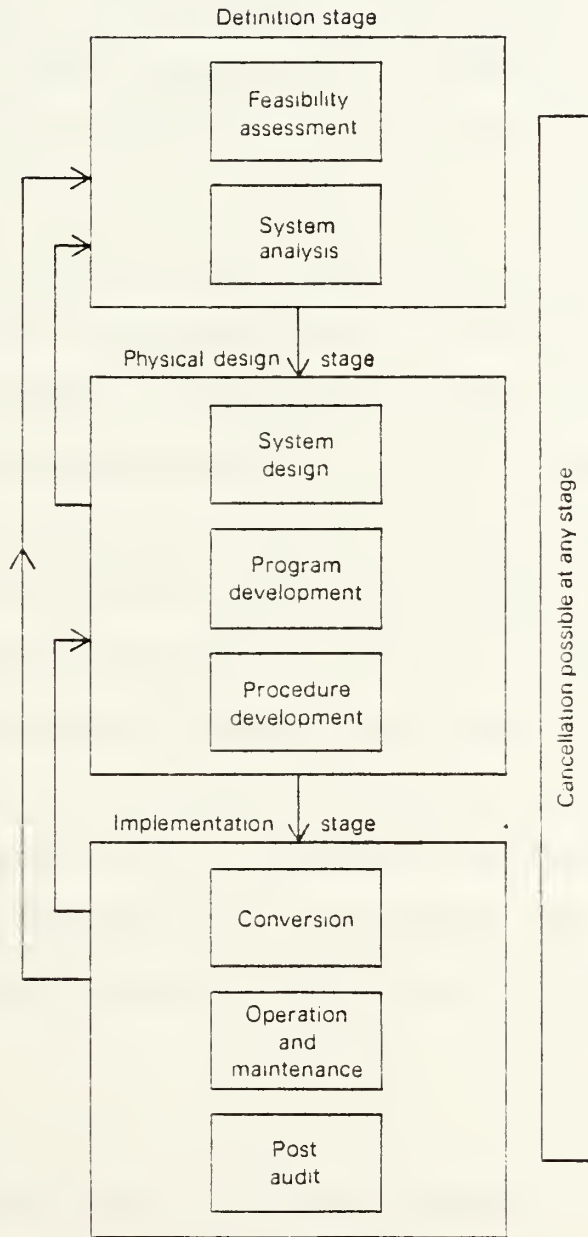 Definition stage
Feasibility
assessment
System
analysis
Physical design stage
System
design
Program
development
Procedure
development
Implementation stage
Conversion
Operation
and
maintenance
Post
audit
Cancellation possible at any stage